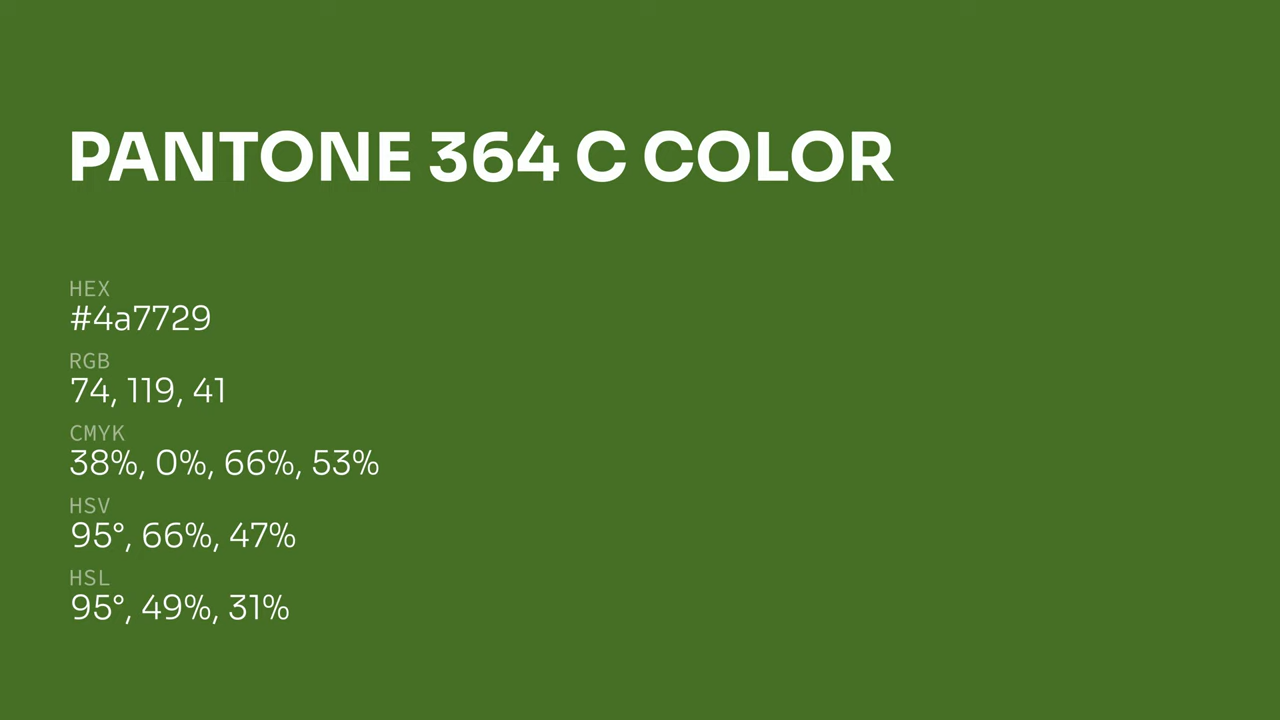 PANTONE 364 C COLOR
HEX
#4a7729
RGB
74, 119, 41
CMYK
38%, 0%, 66%, 53%
HSV
95°, 66%, 47%
HSL
95°, 49%, 31%